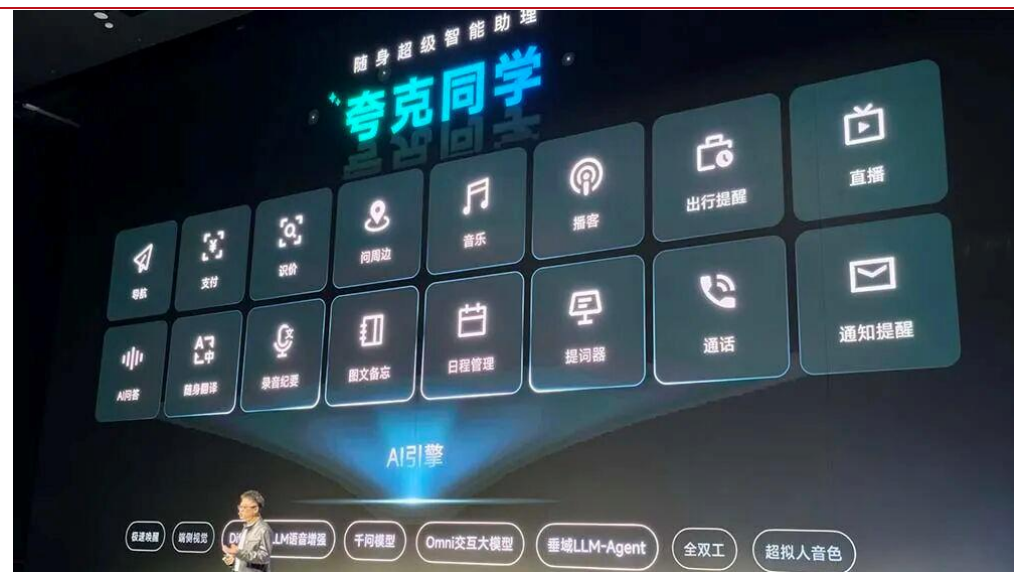 随身超级智能助理
夸克同学
导航 支付 识价 问周边 音乐 播客 出行提醒 直播
AI问答 随身翻译 录音纪要 图文备忘 日程管理 提词器 通话 通知提醒
AI引擎
极速唤醒 端侧视觉 LLM语音增强 千问模型 Omni交互大模型 垂域LLM-Agent 全双工 超拟人音色